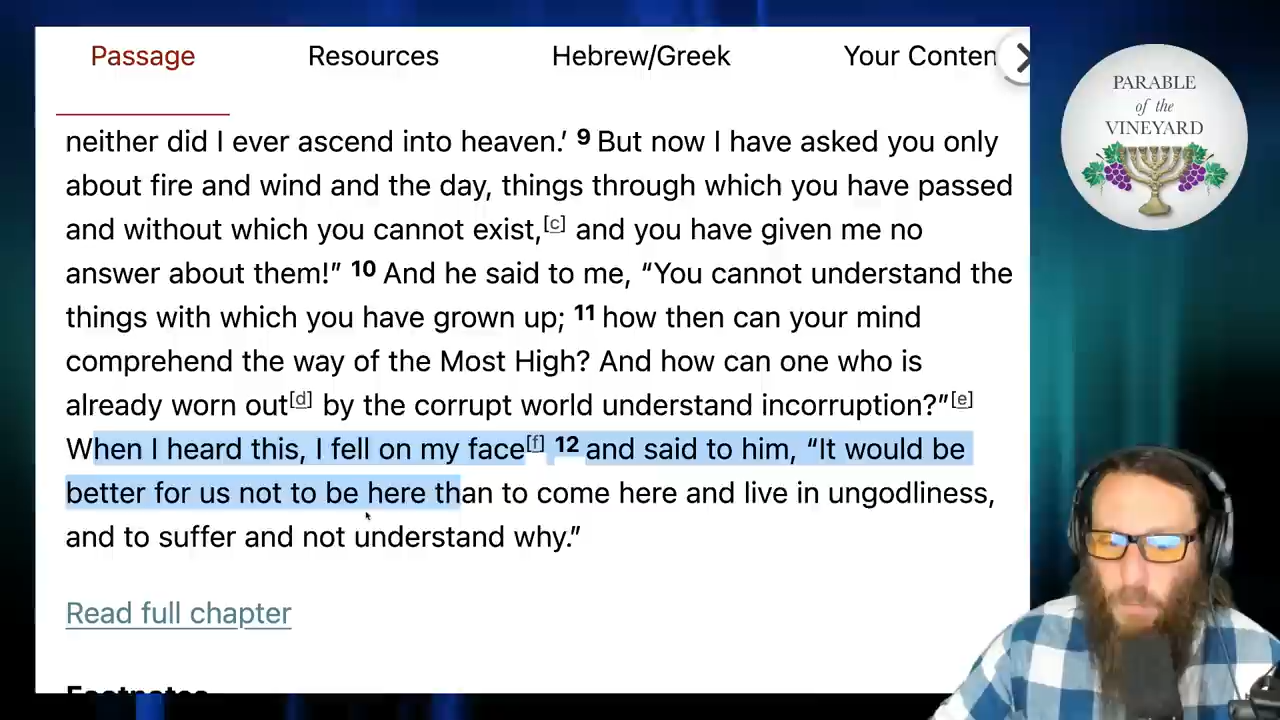 Passage
Resources
Hebrew/Greek
Your Conten
neither did I ever ascend into heaven.’ 9 But now I have asked you only
about fire and wind and the day, things through which you have passed
and without which you cannot exist,[c] and you have given me no
answer about them!” 10 And he said to me, “You cannot understand the
things with which you have grown up; 11 how then can your mind
comprehend the way of the Most High? And how can one who is
already worn out[d] by the corrupt world understand incorruption?”[e]
When I heard this, I fell on my face[f] 12 and said to him, “It would be
better for us not to be here than to come here and live in ungodliness,
and to suffer and not understand why.”
Read full chapter
Footnotes
PARABLE
of the
VINEYARD